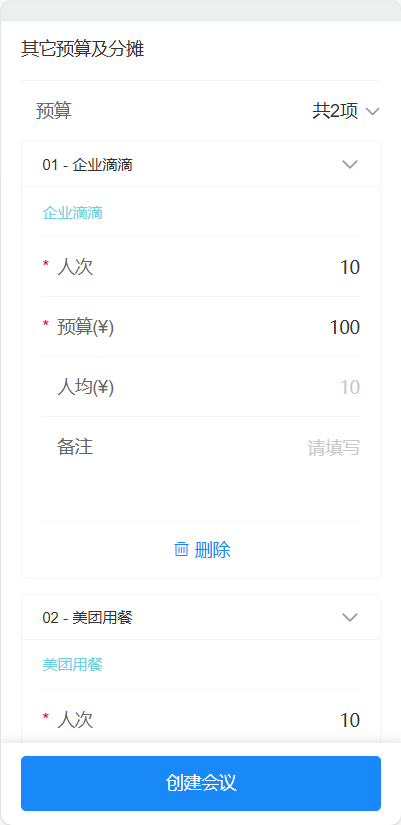 其它预算及分摊
预算 共2项
01 - 企业滴滴
企业滴滴
* 人次 10
* 预算(¥) 100
人均(¥) 10
备注 请填写
删除
02 - 美团用餐
美团用餐
* 人次 10
创建会议